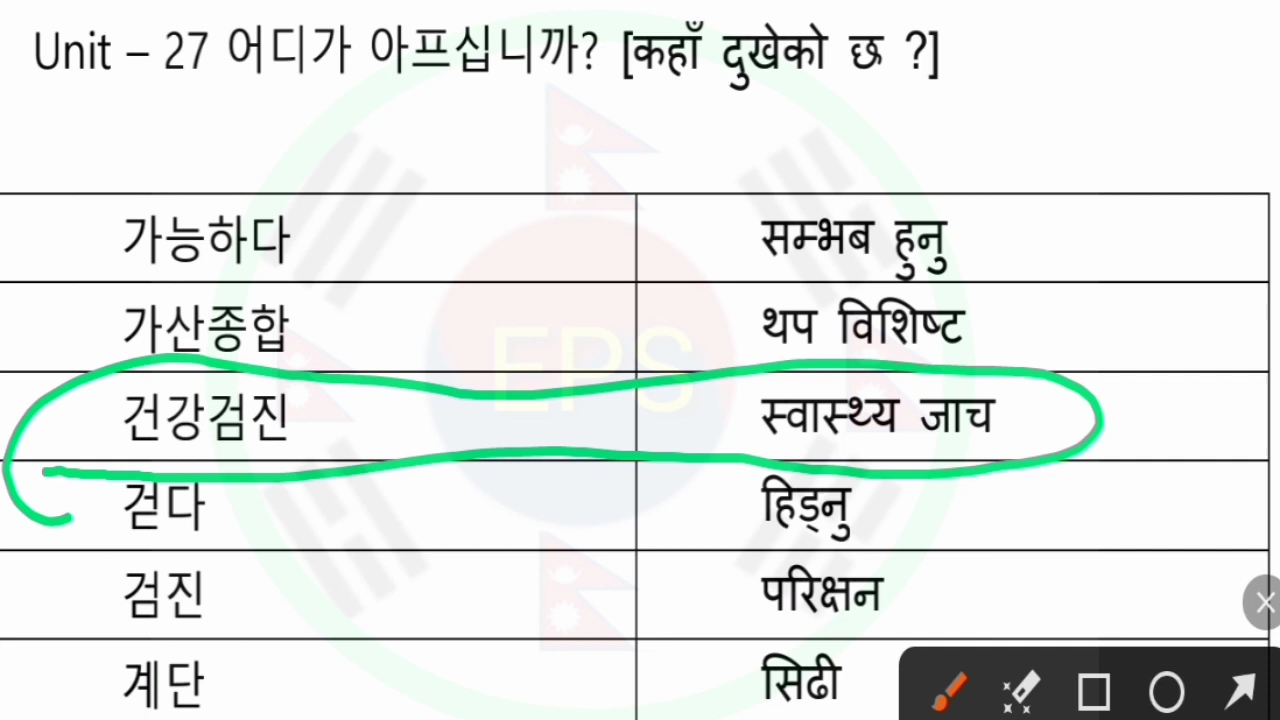 Unit – 27 어디가 아프십니까? [कहाँ दुखेको छ ?]
가능하다 सम्भब हुनु
가산종합 थप विशिष्ट
건강검진 स्वास्थ्य जाच
걷다 हिड्नु
검진 परिक्षन
계단 सिढी
EPS